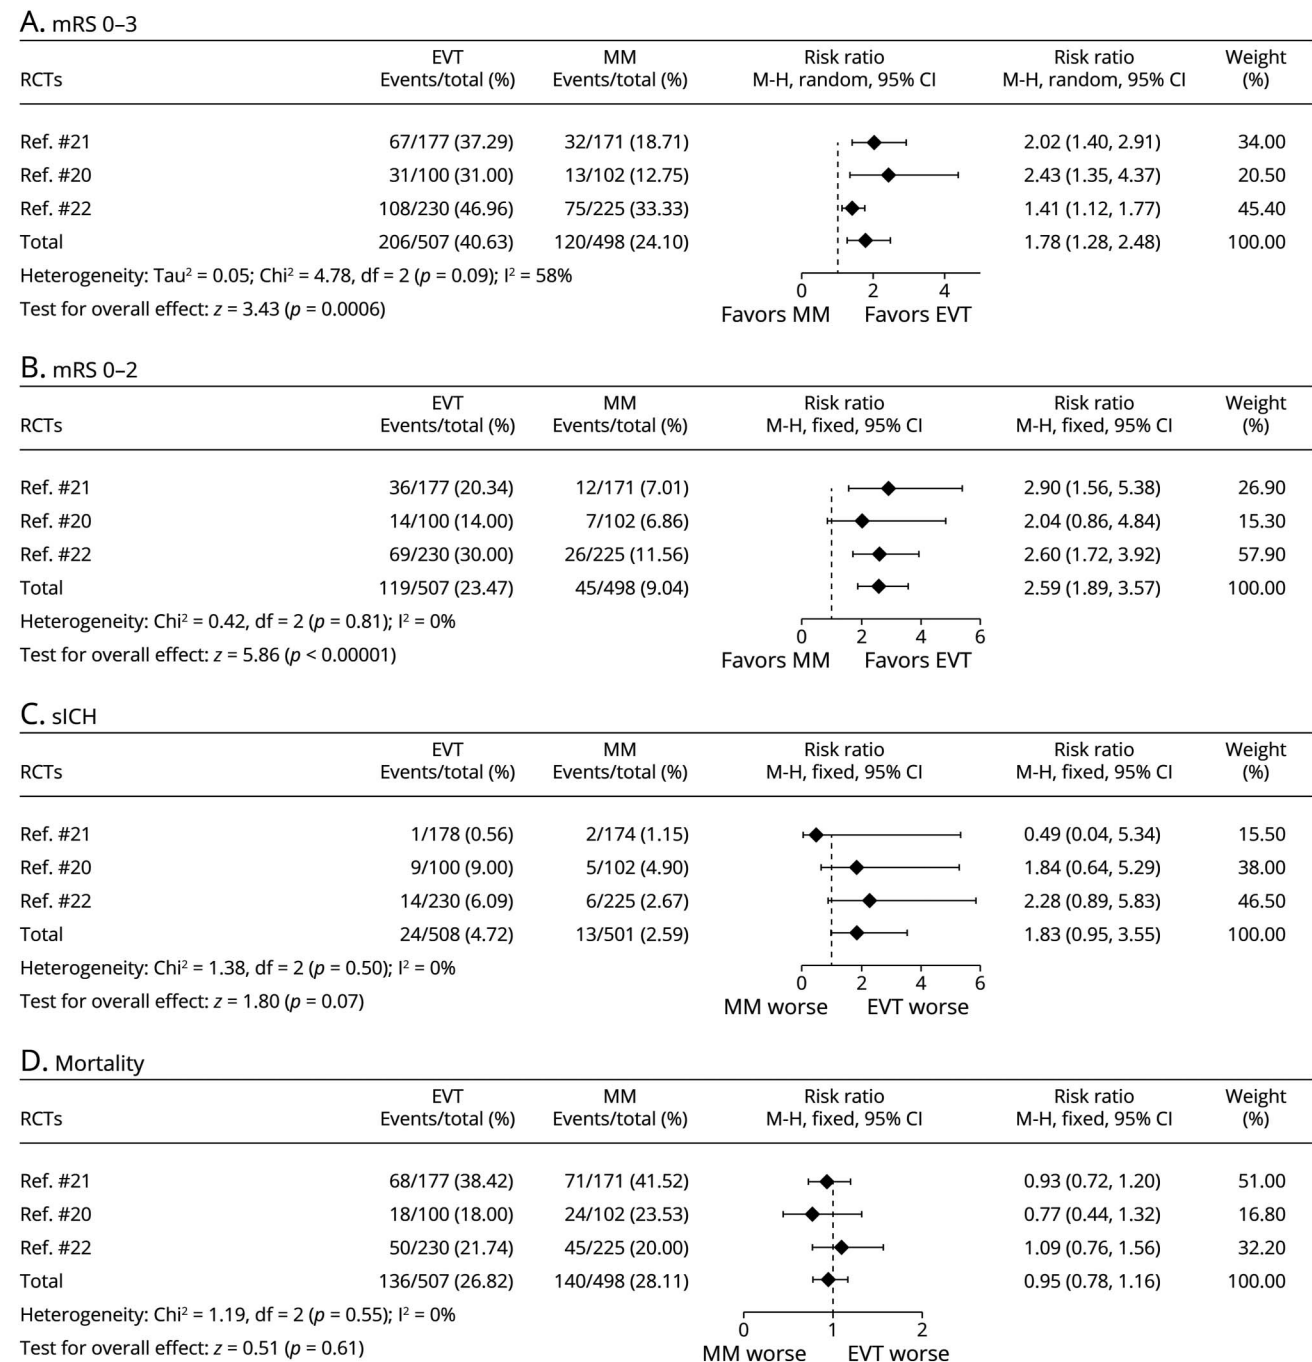 A. mRS 0–3
EVT MM Risk ratio Risk ratio Weight
RCTs Events/total (%) Events/total (%) M-H, random, 95% CI M-H, random, 95% CI (%)
Ref. #21 67/177 (37.29) 32/171 (18.71) 2.02 (1.40, 2.91) 34.00
Ref. #20 31/100 (31.00) 13/102 (12.75) 2.43 (1.35, 4.37) 20.50
Ref. #22 108/230 (46.96) 75/225 (33.33) 1.41 (1.12, 1.77) 45.40
Total 206/507 (40.63) 120/498 (24.10) 1.78 (1.28, 2.48) 100.00
Heterogeneity: Tau² = 0.05; Chi² = 4.78, df = 2 (p = 0.09); I² = 58%
0 2 4
Test for overall effect: z = 3.43 (p = 0.0006)
Favors MM Favors EVT
B. mRS 0–2
EVT MM Risk ratio Risk ratio Weight
RCTs Events/total (%) Events/total (%) M-H, fixed, 95% CI M-H, fixed, 95% CI (%)
Ref. #21 36/177 (20.34) 12/171 (7.01) 2.90 (1.56, 5.38) 26.90
Ref. #20 14/100 (14.00) 7/102 (6.86) 2.04 (0.86, 4.84) 15.30
Ref. #22 69/230 (30.00) 26/225 (11.56) 2.60 (1.72, 3.92) 57.90
Total 119/507 (23.47) 45/498 (9.04) 2.59 (1.89, 3.57) 100.00
Heterogeneity: Chi² = 0.42, df = 2 (p = 0.81); I² = 0%
0 2 4 6
Test for overall effect: z = 5.86 (p < 0.00001)
Favors MM Favors EVT
C. sICH
EVT MM Risk ratio Risk ratio Weight
RCTs Events/total (%) Events/total (%) M-H, fixed, 95% CI M-H, fixed, 95% CI (%)
Ref. #21 1/178 (0.56) 2/174 (1.15) 0.49 (0.04, 5.34) 15.50
Ref. #20 9/100 (9.00) 5/102 (4.90) 1.84 (0.64, 5.29) 38.00
Ref. #22 14/230 (6.09) 6/225 (2.67) 2.28 (0.89, 5.83) 46.50
Total 24/508 (4.72) 13/501 (2.59) 1.83 (0.95, 3.55) 100.00
Heterogeneity: Chi² = 1.38, df = 2 (p = 0.50); I² = 0%
0 2 4 6
Test for overall effect: z = 1.80 (p = 0.07)
MM worse EVT worse
D. Mortality
EVT MM Risk ratio Risk ratio Weight
RCTs Events/total (%) Events/total (%) M-H, fixed, 95% CI M-H, fixed, 95% CI (%)
Ref. #21 68/177 (38.42) 71/171 (41.52) 0.93 (0.72, 1.20) 51.00
Ref. #20 18/100 (18.00) 24/102 (23.53) 0.77 (0.44, 1.32) 16.80
Ref. #22 50/230 (21.74) 45/225 (20.00) 1.09 (0.76, 1.56) 32.20
Total 136/507 (26.82) 140/498 (28.11) 0.95 (0.78, 1.16) 100.00
Heterogeneity: Chi² = 1.19, df = 2 (p = 0.55); I² = 0%
0 1 2
Test for overall effect: z = 0.51 (p = 0.61)
MM worse EVT worse